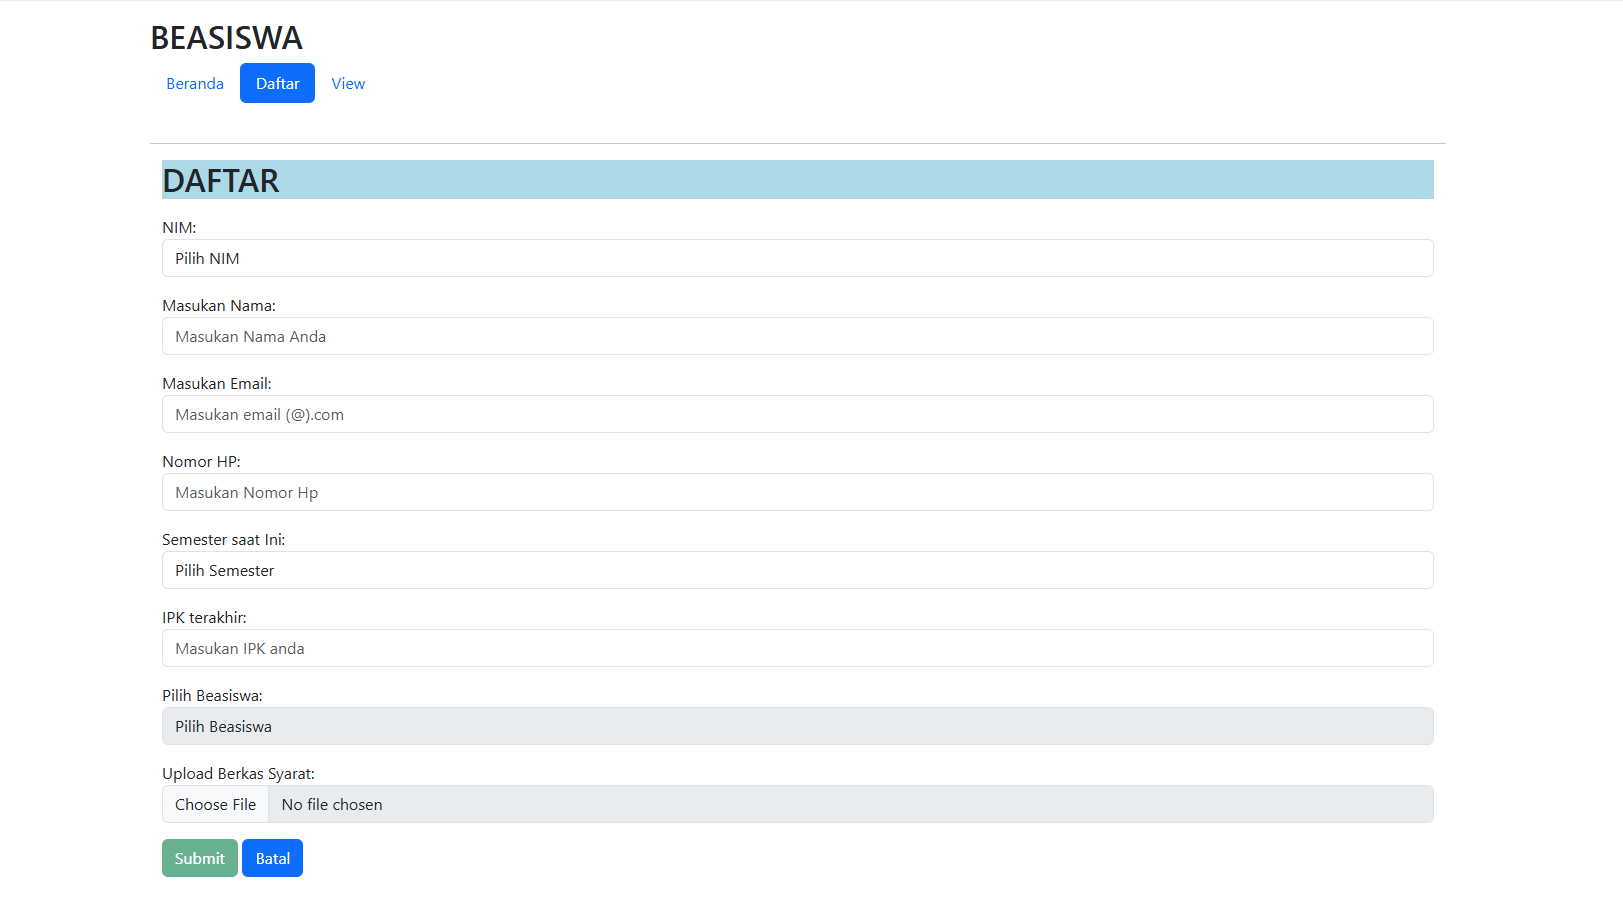 BEASISWA
Beranda Daftar View
DAFTAR
NIM:
Pilih NIM
Masukan Nama:
Masukan Nama Anda
Masukan Email:
Masukan email (@).com
Nomor HP:
Masukan Nomor Hp
Semester saat Ini:
Pilih Semester
IPK terakhir:
Masukan IPK anda
Pilih Beasiswa:
Pilih Beasiswa
Upload Berkas Syarat:
Choose File No file chosen
Submit Batal